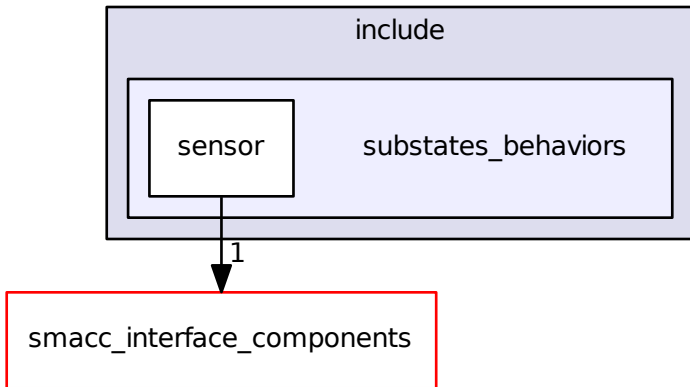 include
sensor
substates_behaviors
1
smacc_interface_components